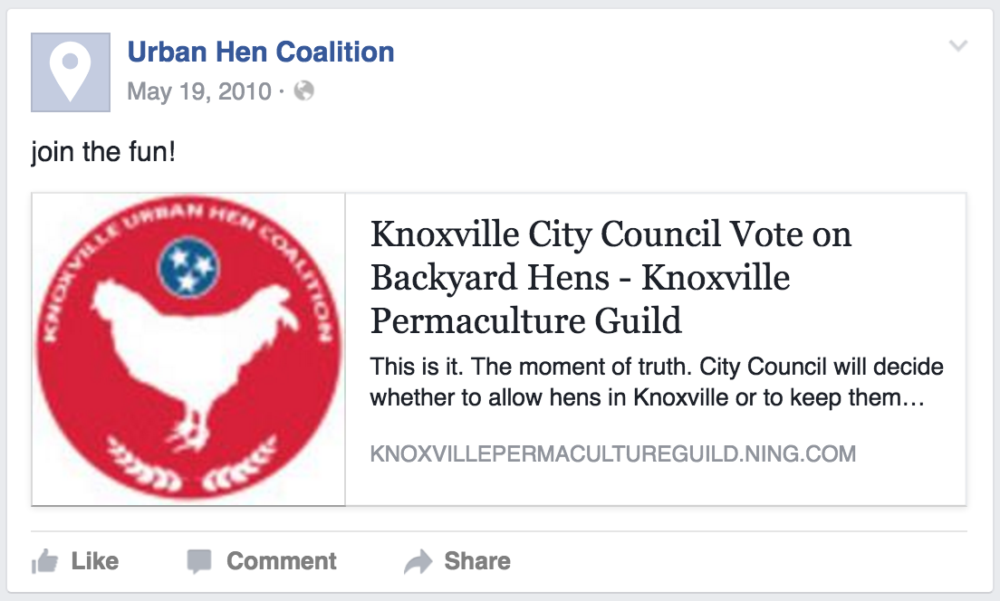 Urban Hen Coalition
May 19, 2010 ·
join the fun!
KNOXVILLE URBAN HEN COALITION
Knoxville City Council Vote on
Backyard Hens - Knoxville
Permaculture Guild
This is it. The moment of truth. City Council will decide
whether to allow hens in Knoxville or to keep them…
KNOXVILLEPERMACULTUREGUILD.NING.COM
Like Comment Share